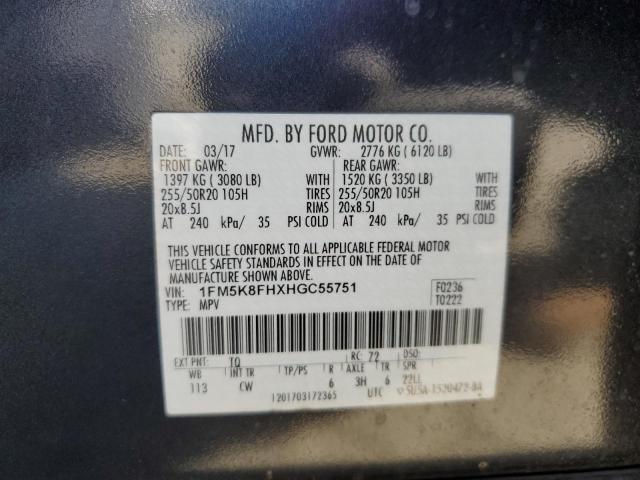 MFD. BY FORD MOTOR CO.
DATE: 03/17 GVWR: 2776 KG ( 6120 LB)
FRONT GAWR: REAR GAWR:
1397 KG ( 3080 LB) WITH 1520 KG ( 3350 LB) WITH
255/50R20 105H TIRES 255/50R20 105H TIRES
20x8.5J RIMS 20x8.5J RIMS
AT 240 kPa/ 35 PSI COLD AT 240 kPa/ 35 PSI COLD
THIS VEHICLE CONFORMS TO ALL APPLICABLE FEDERAL MOTOR
VEHICLE SAFETY STANDARDS IN EFFECT ON THE DATE OF
MANUFACTURE SHOWN ABOVE.
VIN: 1FM5K8FHXHGC55751 F0236
TYPE: MPV T0222
EXT PNT: TQ RC: 72 DSO:
WB INT TR TP/PS R AXLE TR SPR
113 CW 6 3H 6 22LL
1201703172365 UTC 5U5A-1520472-BA